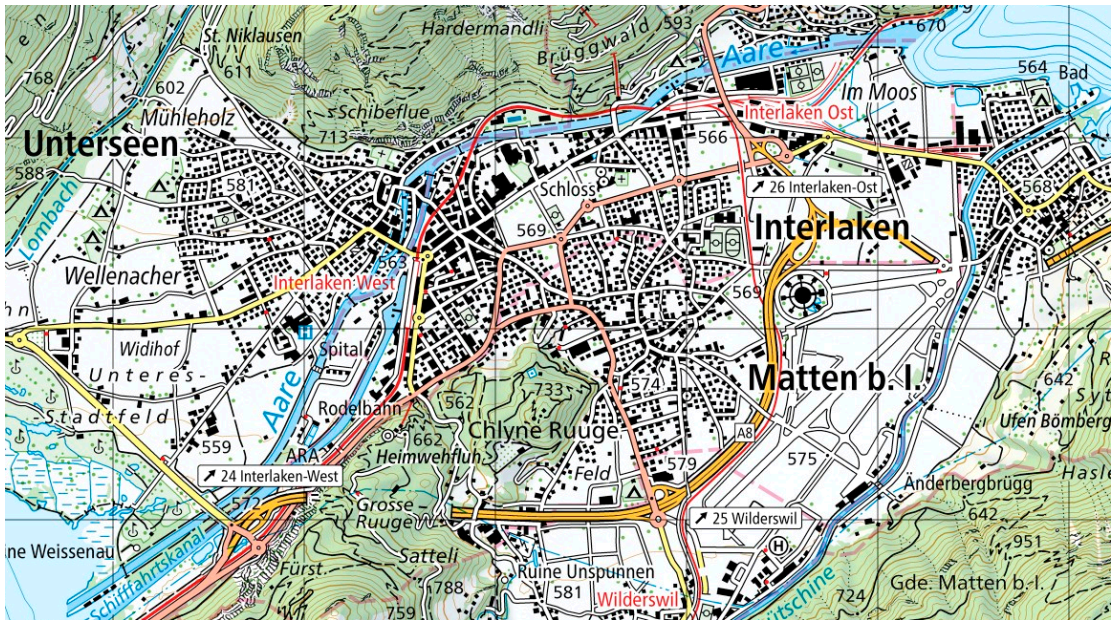 593
670
Hardermandli
St. Niklausen
Brüggwald
Aare
564
Bad
768
611
602
Mühleholz
Schibeflue
713
Im Moos
Interlaken Ost
566
Unterseen
588
581
Schloss
26 Interlaken-Ost
568
Lombach
569
Interlaken
Wellenacher
563
Interlaken West
569
Widihof
Spital
H
Unteres-
Stadtfeld
Aare
Rodelbahn
562
733
574
Matten b. I.
642
Ufen Bömberg
662
Chlyne Ruuge
Heimwehfluh
559
ARA
A8
24 Interlaken-West
Feld
579
575
Änderbergbrügg
572
Grosse
Ruuge
25 Wilderswil
642
951
ne Weissenau
Satteli
H
Schifffahrtskanal
Fürst
788
Ruine Unspunnen
581
Wilderswil
759
ütschine
724
Gde. Matten b. I.